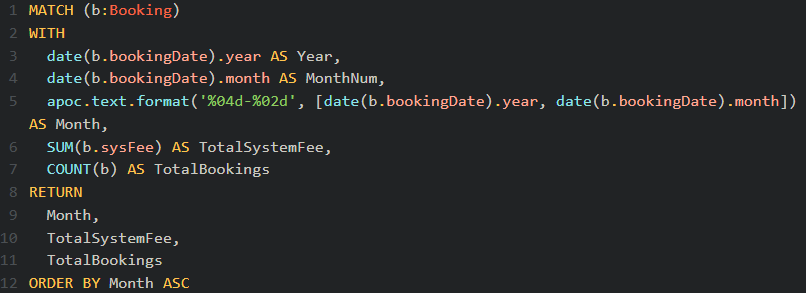 1 MATCH (b:Booking)
2 WITH
3   date(b.bookingDate).year AS Year,
4   date(b.bookingDate).month AS MonthNum,
5   apoc.text.format('%04d-%02d', [date(b.bookingDate).year, date(b.bookingDate).month])
AS Month,
6   SUM(b.sysFee) AS TotalSystemFee,
7   COUNT(b) AS TotalBookings
8 RETURN
9   Month,
10   TotalSystemFee,
11   TotalBookings
12 ORDER BY Month ASC